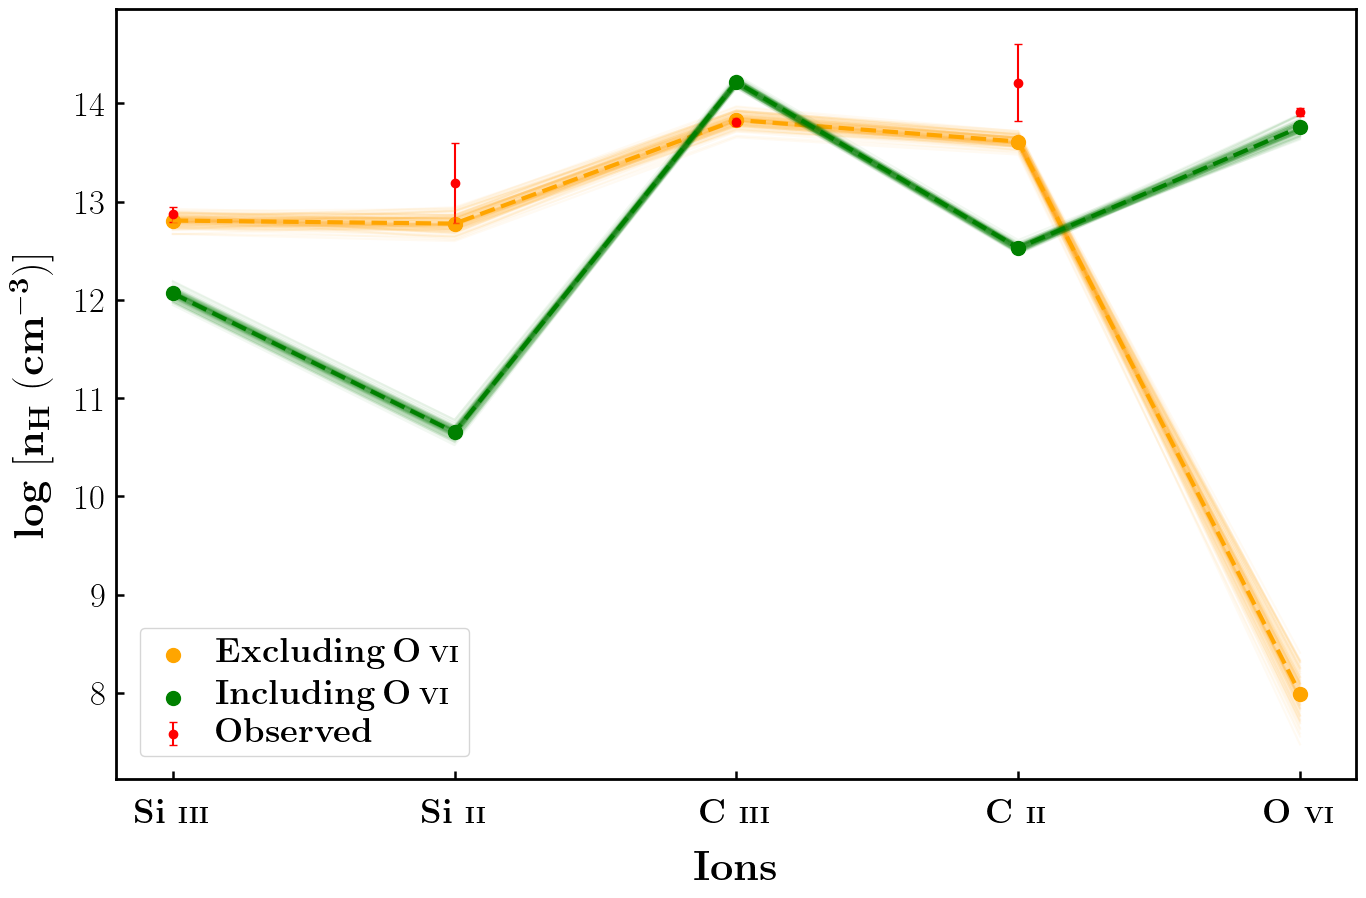 14
13
12
11
10
9
8
log [n_H (cm^{-3})]
Excluding O VI
Including O VI
Observed
Si III
Si II
C III
C II
O VI
Ions